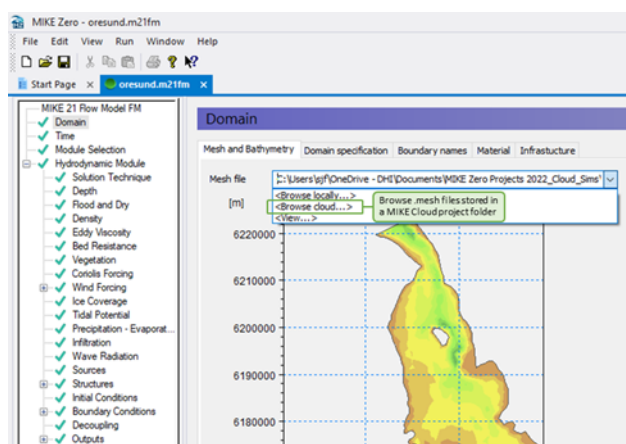 MIKE Zero - oresund.m21fm
File Edit View Run Window Help
Start Page × oresund.m21fm ×
MIKE 21 Flow Model FM
Domain
Time
Module Selection
Hydrodynamic Module
Solution Technique
Depth
Flood and Dry
Density
Eddy Viscosity
Bed Resistance
Vegetation
Coriolis Forcing
Wind Forcing
Ice Coverage
Tidal Potential
Precipitation - Evaporat...
Infiltration
Wave Radiation
Sources
Structures
Initial Conditions
Boundary Conditions
Decoupling
Outputs
Domain
Mesh and Bathymetry Domain specification Boundary names Material Infrastucture
Mesh file C:\Users\sjf\OneDrive - DHI\Documents\MIKE Zero Projects 2022_Cloud_Sims\
<Browse locally...>
<Browse cloud...>
<View...>
Browse .mesh files stored in
a MIKE Cloud project folder
[m]
6220000
6210000
6200000
6190000
6180000